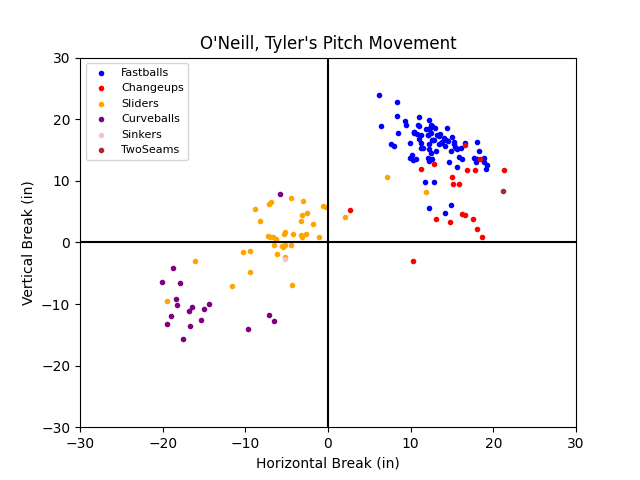 O'Neill, Tyler's Pitch Movement
30
20
10
0
−10
−20
−30
Vertical Break (in)
Fastballs
Changeups
Sliders
Curveballs
Sinkers
TwoSeams
−30 −20 −10 0 10 20 30
Horizontal Break (in)